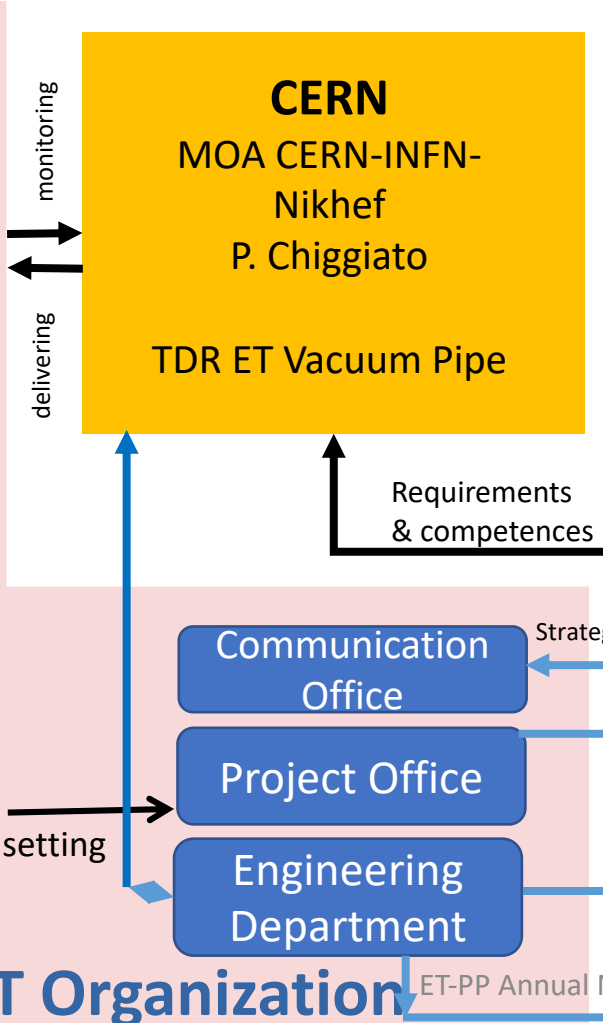 monitoring
CERN
MOA CERN-INFN-
Nikhef
P. Chiggiato
TDR ET Vacuum Pipe
delivering
Requirements
& competences
Strateg
Communication
Office
Project Office
setting
Engineering
Department
T Organization
ET-PP Annual